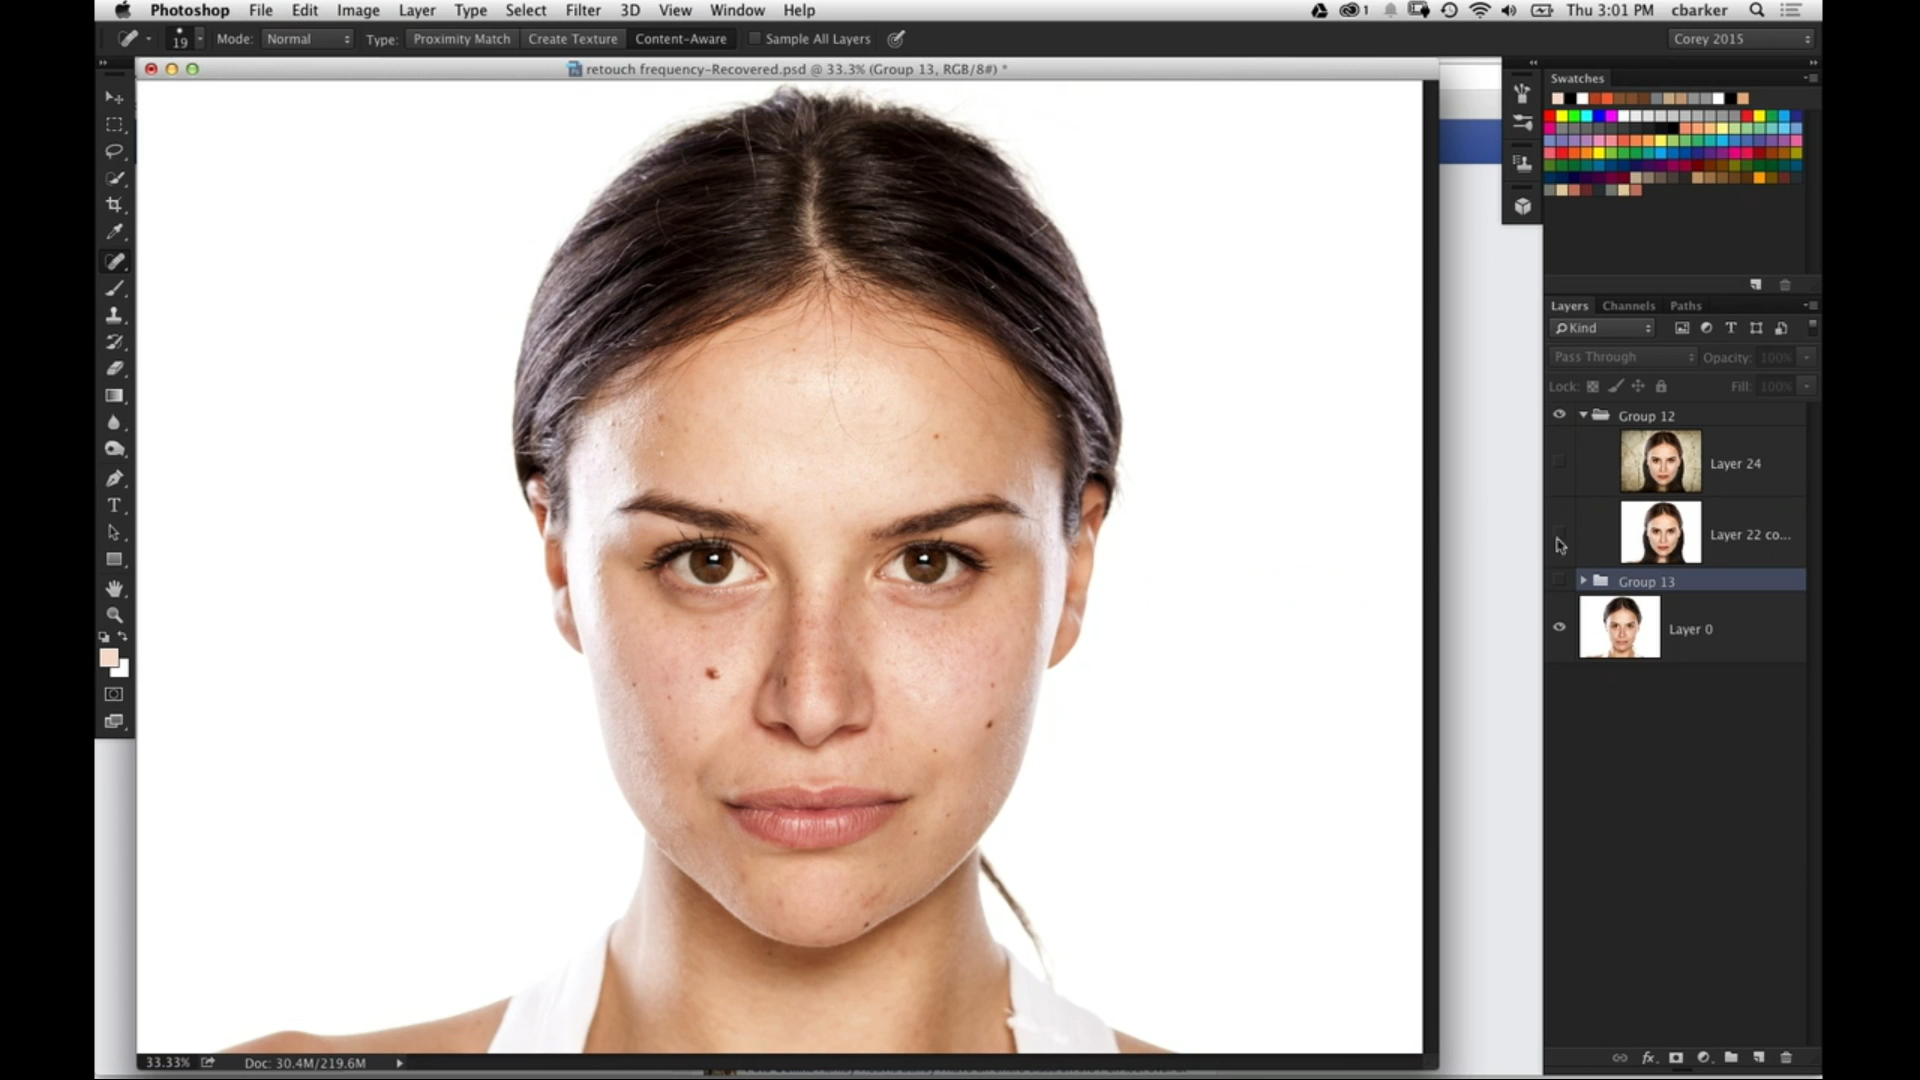 Photoshop File Edit Image Layer Type Select Filter 3D View Window Help 1 Thu 3:01 PM cbarker
19 Mode: Normal Type: Proximity Match Create Texture Content-Aware Sample All Layers Corey 2015
retouch frequency-Recovered.psd @ 33.3% (Group 13, RGB/8#) *
Swatches
Layers Channels Paths
Kind
Pass Through Opacity: 100%
Lock: Fill: 100%
Group 12
Layer 24
Layer 22 co...
Group 13
Layer 0
33.33% Doc: 30.4M/219.6M